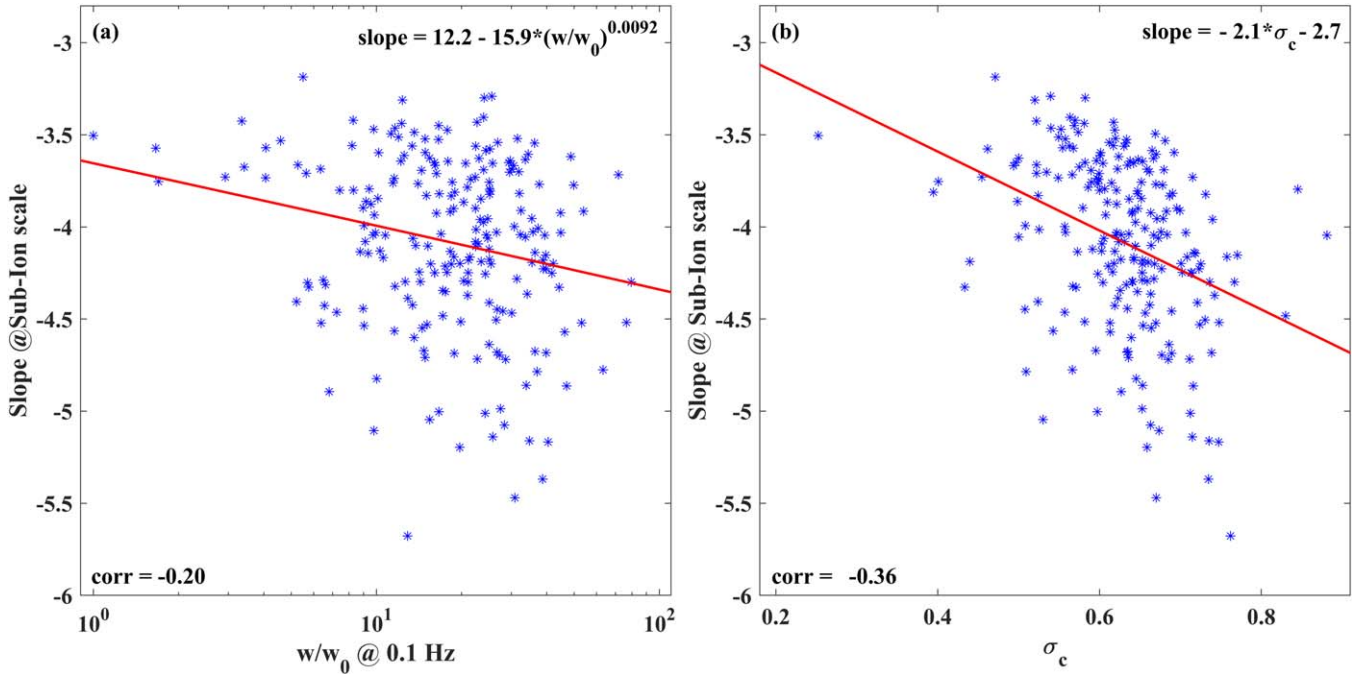 (a)
slope = 12.2 - 15.9*(w/w₀)^0.0092
-3
-3.5
-4
-4.5
-5
-5.5
-6
Slope @Sub-Ion scale
corr = -0.20
10⁰ 10¹ 10²
w/w₀ @ 0.1 Hz
(b)
slope = - 2.1*σ_c - 2.7
-3
-3.5
-4
-4.5
-5
-5.5
-6
Slope @ Sub-Ion scale
corr = -0.36
0.2 0.4 0.6 0.8
σ_c